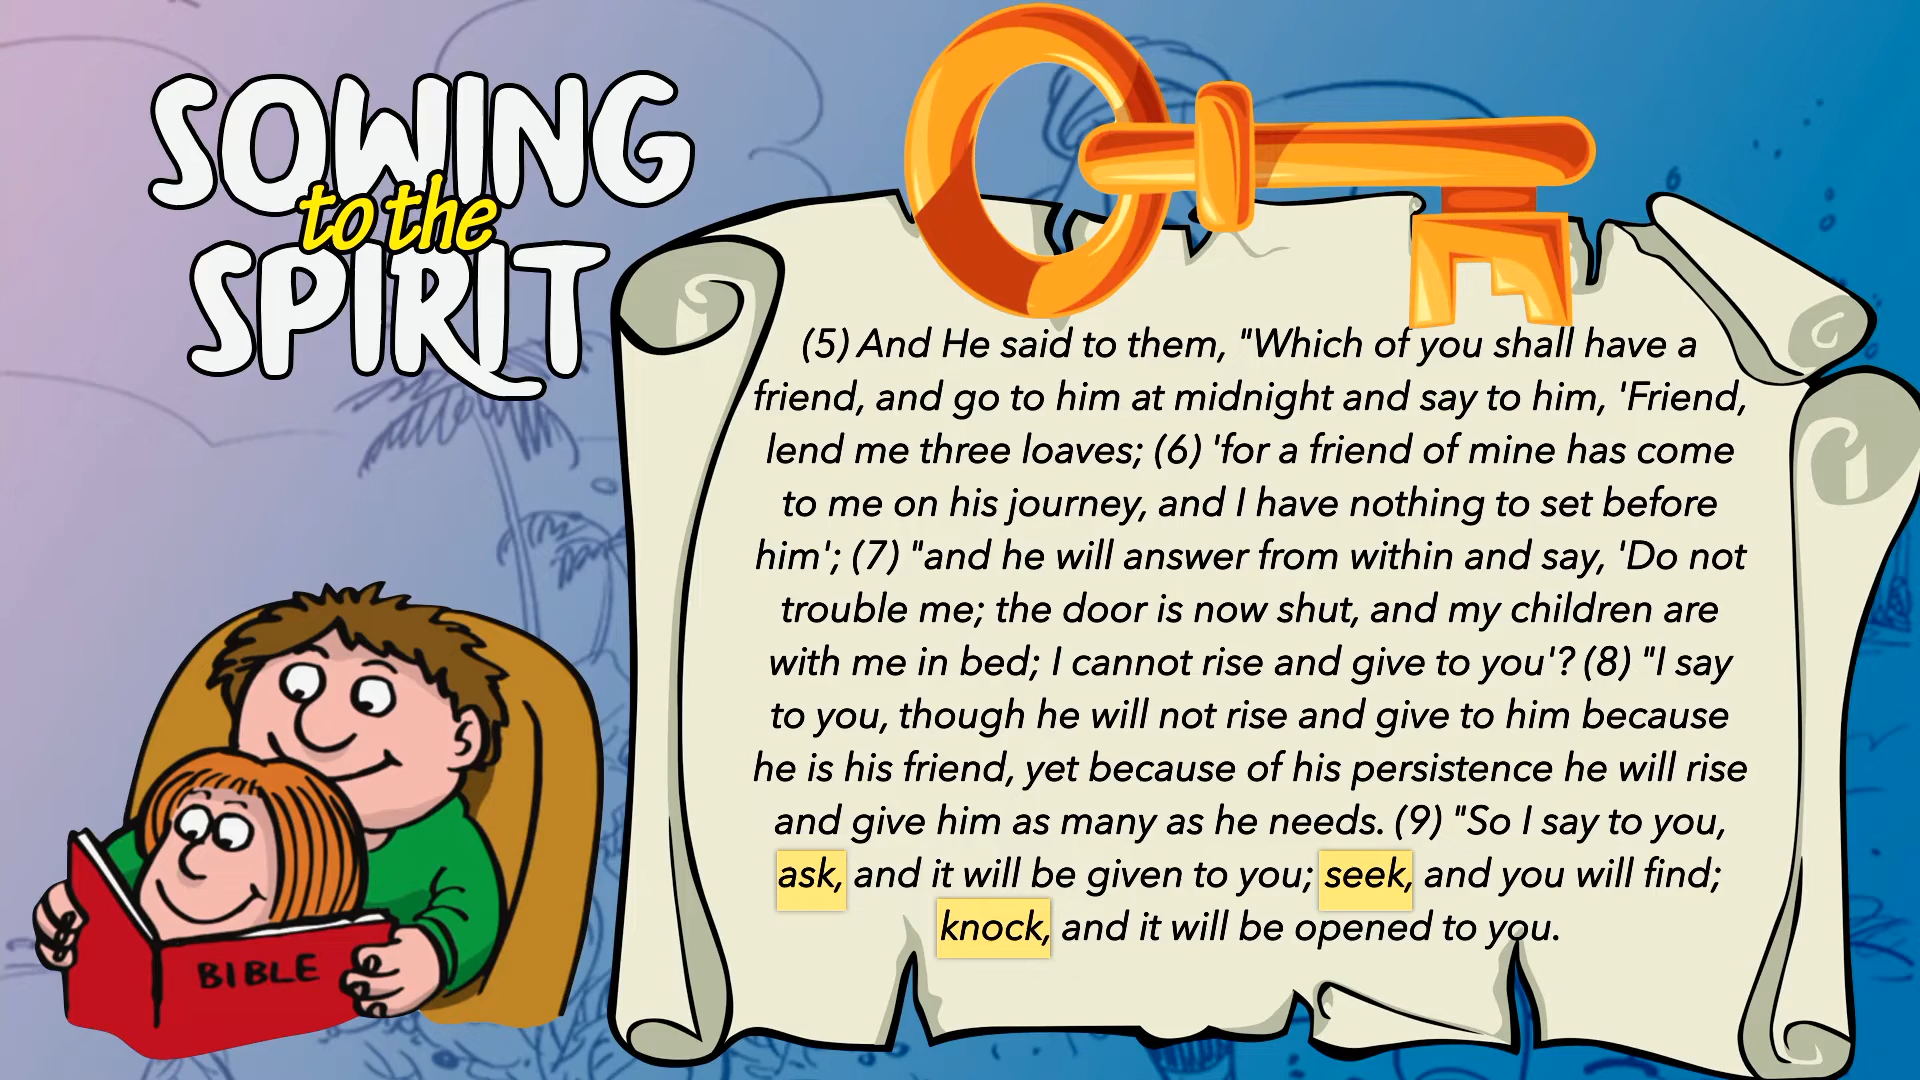 SOWING
to the
SPIRIT
(5) And He said to them, "Which of you shall have a
friend, and go to him at midnight and say to him, 'Friend,
lend me three loaves; (6) 'for a friend of mine has come
to me on his journey, and I have nothing to set before
him'; (7) "and he will answer from within and say, 'Do not
trouble me; the door is now shut, and my children are
with me in bed; I cannot rise and give to you'? (8) "I say
to you, though he will not rise and give to him because
he is his friend, yet because of his persistence he will rise
and give him as many as he needs. (9) "So I say to you,
ask, and it will be given to you; seek, and you will find;
knock, and it will be opened to you.
BIBLE